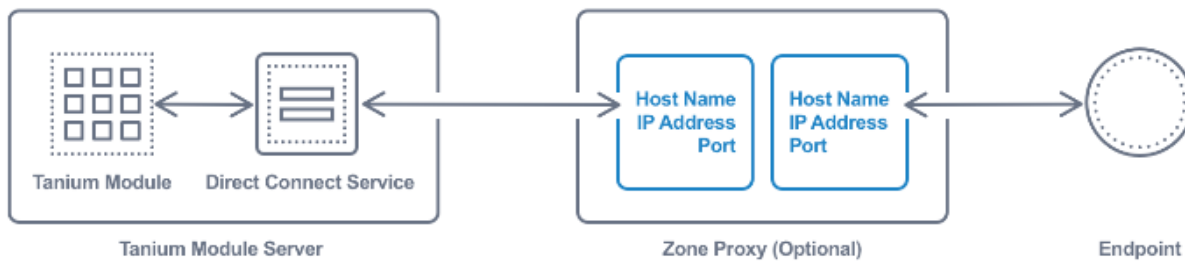 Host Name
IP Address
Port
Host Name
IP Address
Port
Tanium Module
Direct Connect Service
Tanium Module Server
Zone Proxy (Optional)
Endpoint